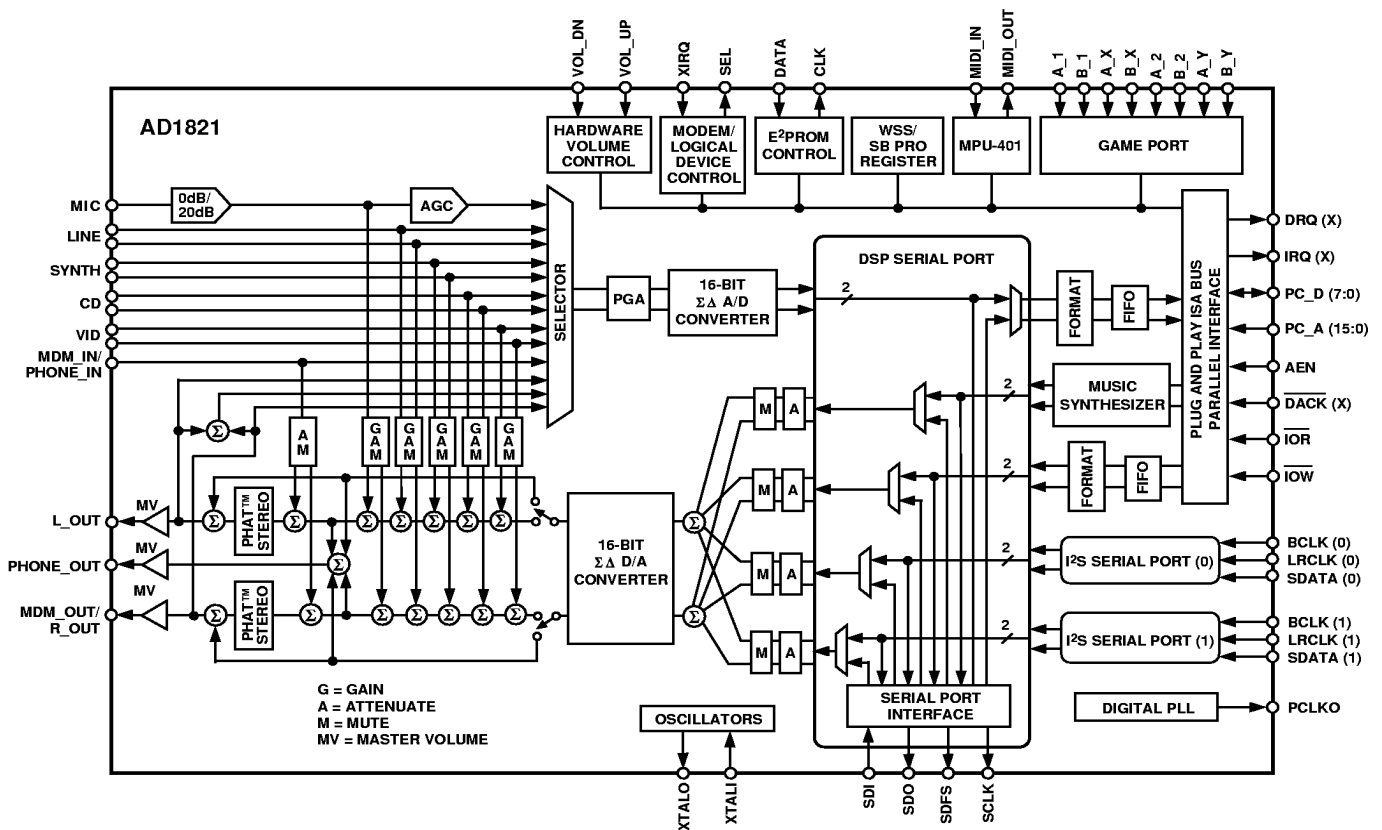 VOL_DN
VOL_UP
XIRQ
SEL
DATA
CLK
MIDI_IN
MIDI_OUT
A_1
B_1
A_X
B_X
A_2
B_2
A_Y
B_Y
AD1821
HARDWARE
VOLUME
CONTROL
MODEM/
LOGICAL
DEVICE
CONTROL
E²PROM
CONTROL
WSS/
SB PRO
REGISTER
MPU-401
GAME PORT
MIC
LINE
SYNTH
CD
VID
MDM_IN/
PHONE_IN
0dB/
20dB
AGC
SELECTOR
PGA
16-BIT
ΣΔ A/D
CONVERTER
DSP SERIAL PORT
2
FORMAT
FIFO
PLUG AND PLAY ISA BUS
PARALLEL INTERFACE
DRQ (X)
IRQ (X)
PC_D (7:0)
PC_A (15:0)
AEN
DACK (X)
IOR
IOW
2
MUSIC
SYNTHESIZER
M
A
Σ
A
M
G
A
M
G
A
M
G
A
M
G
A
M
G
A
M
2
FORMAT
FIFO
M
A
MV
L_OUT
Σ
PHAT™
STEREO
Σ
Σ
Σ
Σ
Σ
Σ
16-BIT
ΣΔ D/A
CONVERTER
Σ
MV
PHONE_OUT
Σ
M
A
2
I²S SERIAL PORT (0)
BCLK (0)
LRCLK (0)
SDATA (0)
MV
MDM_OUT/
R_OUT
Σ
PHAT™
STEREO
Σ
Σ
Σ
Σ
Σ
Σ
Σ
M
A
2
I²S SERIAL PORT (1)
BCLK (1)
LRCLK (1)
SDATA (1)
G = GAIN
A = ATTENUATE
M = MUTE
MV = MASTER VOLUME
OSCILLATORS
SERIAL PORT
INTERFACE
DIGITAL PLL
PCLKO
XTALO
XTALI
SDI
SDO
SDFS
SCLK